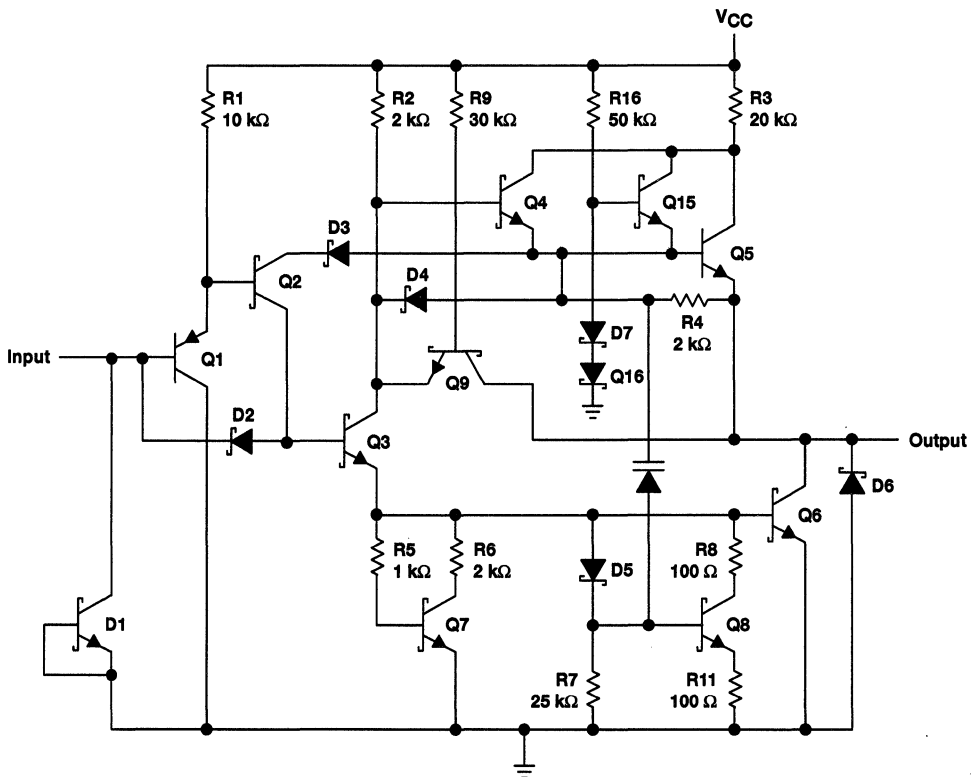 VCC
R1
10 kΩ
R2
2 kΩ
R9
30 kΩ
R16
50 kΩ
R3
20 kΩ
Q4
Q15
D3
Q5
Q2
D4
R4
2 kΩ
D7
Input
Q1
Q9
Q16
D2
Q3
Output
D6
Q6
R5
1 kΩ
R6
2 kΩ
D5
R8
100 Ω
D1
Q7
Q8
R7
25 kΩ
R11
100 Ω